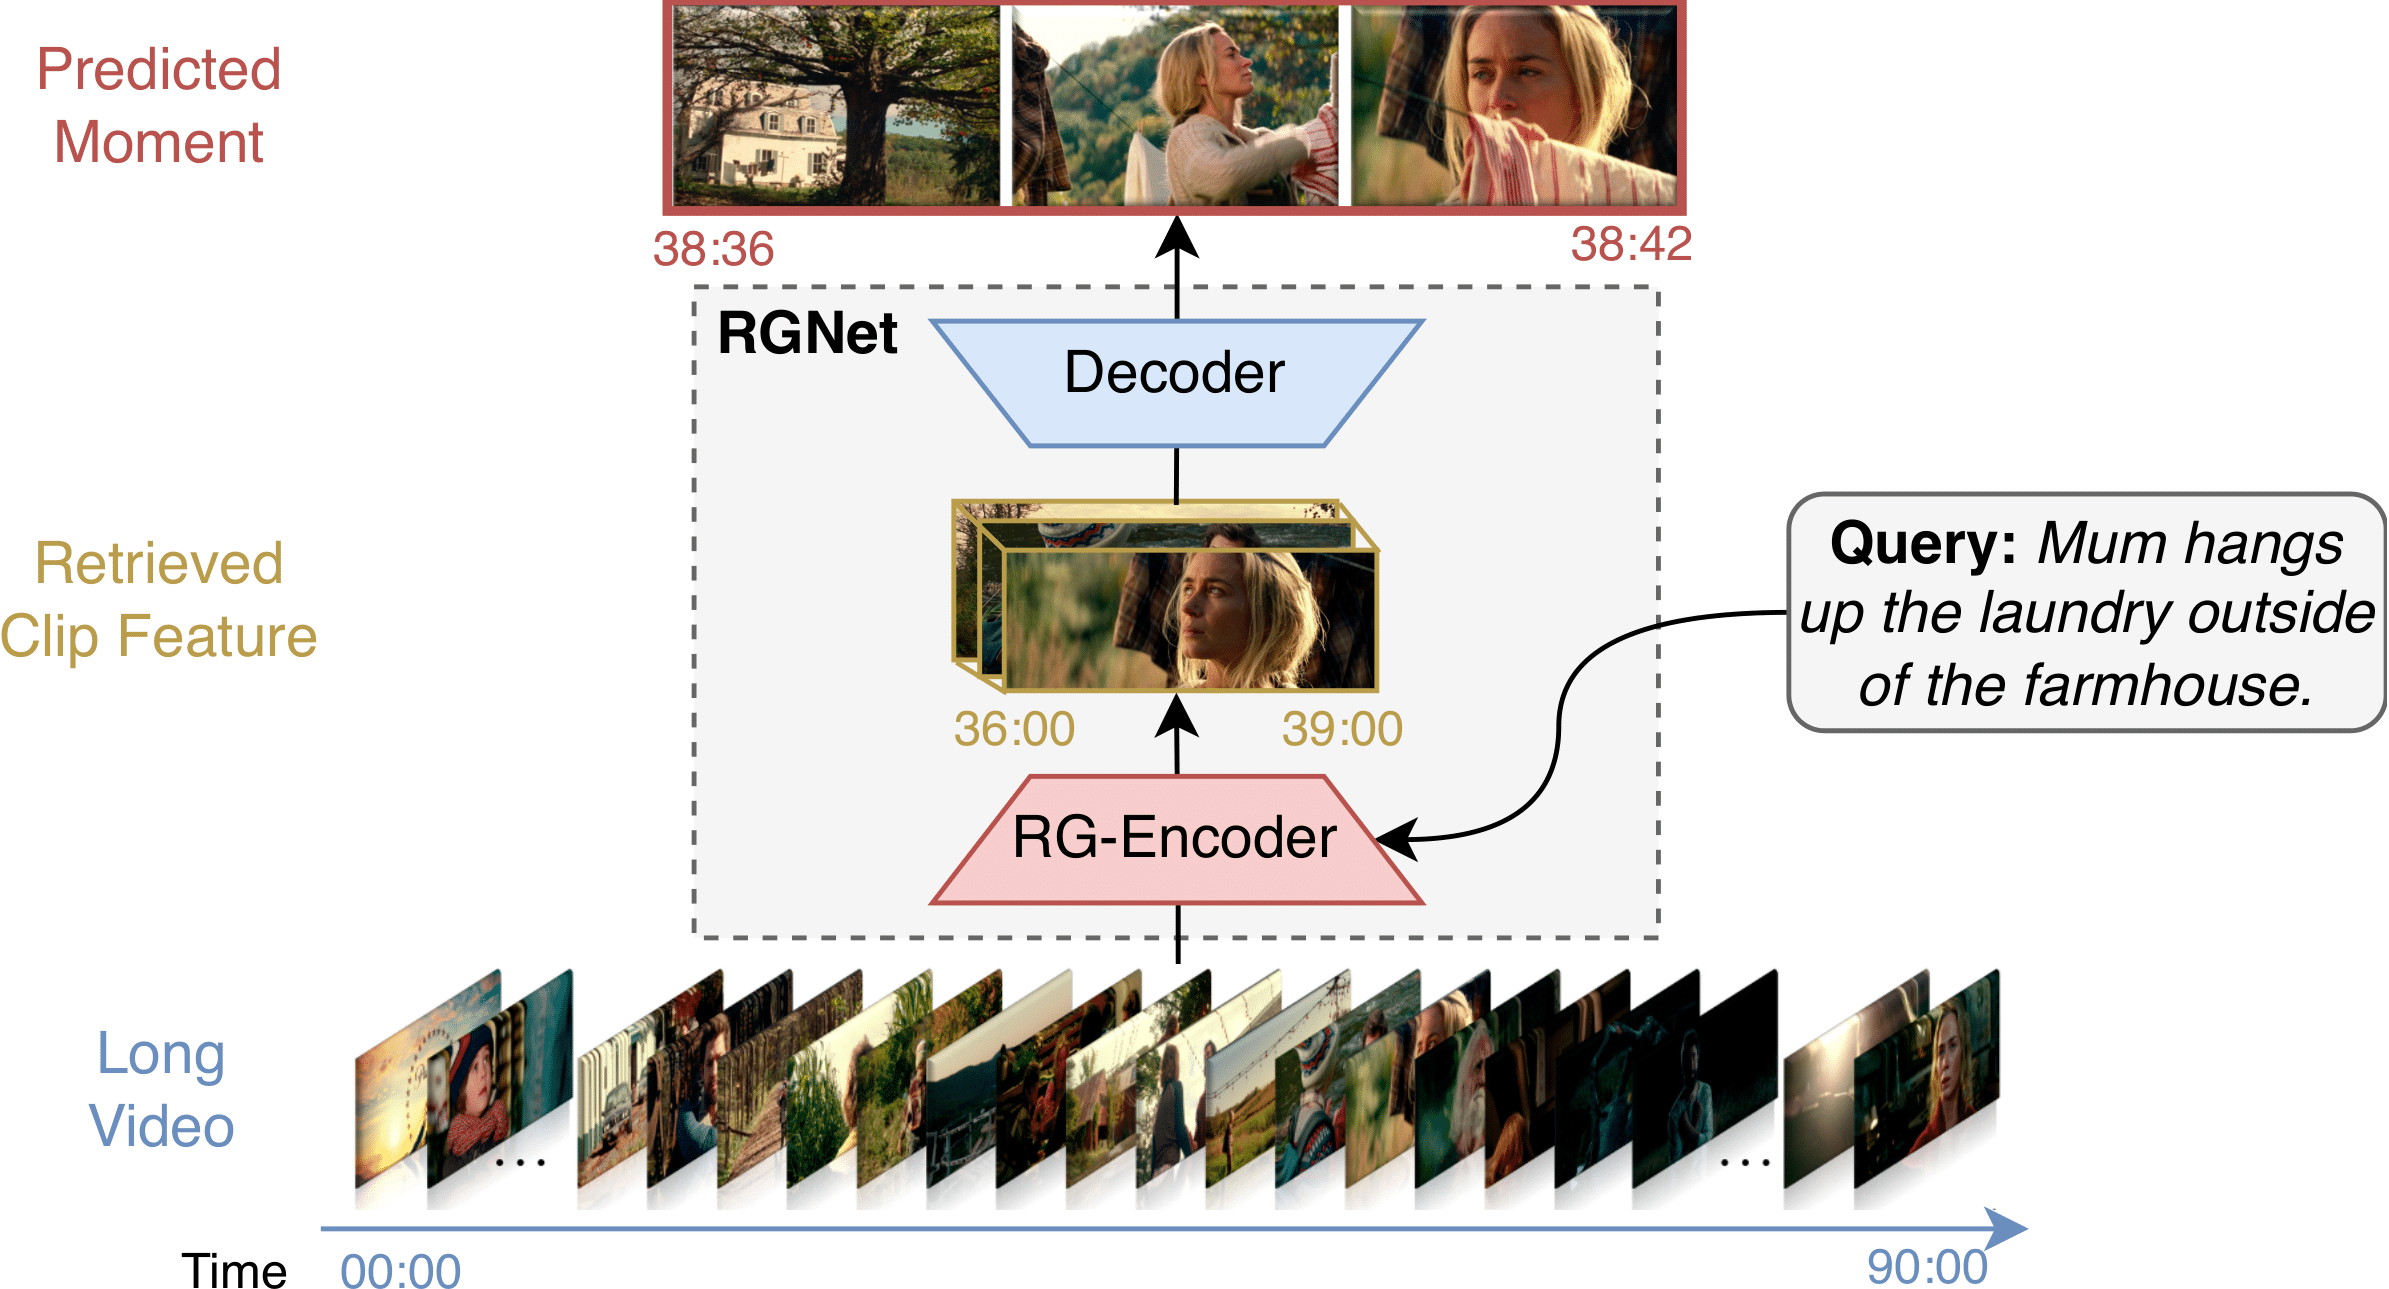 Predicted
Moment
38:36
38:42
RGNet
Decoder
Retrieved
Clip Feature
36:00
39:00
Query: Mum hangs
up the laundry outside
of the farmhouse.
RG-Encoder
Long
Video
...
...
Time
00:00
90:00